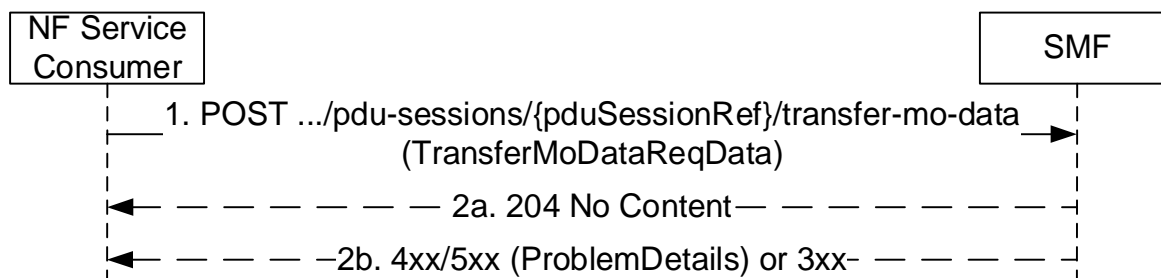 NF Service
Consumer
SMF
1. POST .../pdu-sessions/{pduSessionRef}/transfer-mo-data
(TransferMoDataReqData)
2a. 204 No Content
2b. 4xx/5xx (ProblemDetails) or 3xx